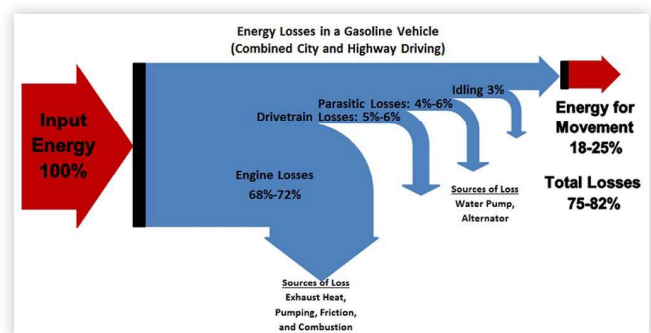 Energy Losses in a Gasoline Vehicle
(Combined City and Highway Driving)
Input
Energy
100%
Idling 3%
Parasitic Losses: 4%-6%
Drivetrain Losses: 5%-6%
Engine Losses
68%-72%
Energy for
Movement
18-25%
Total Losses
75-82%
Sources of Loss
Water Pump,
Alternator
Sources of Loss
Exhaust Heat,
Pumping, Friction,
and Combustion